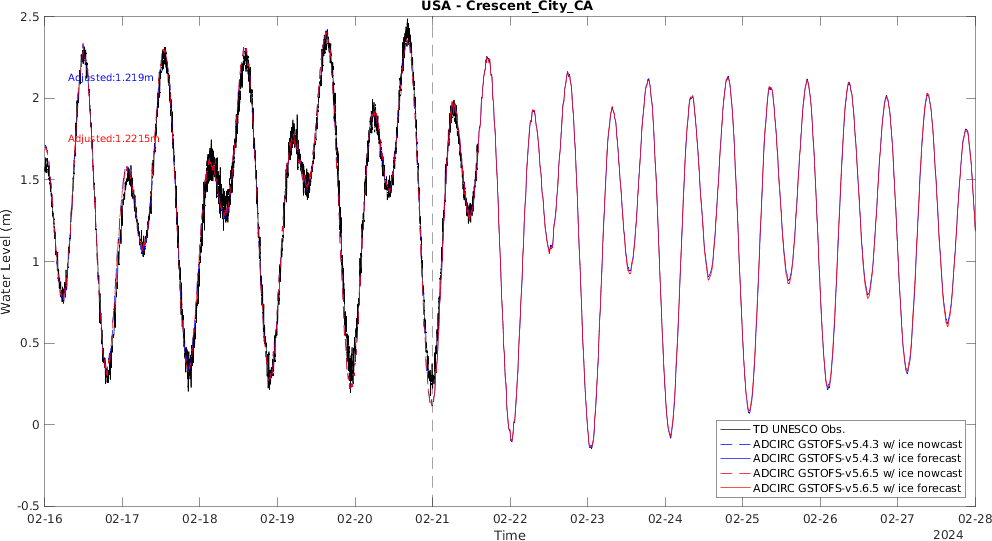 USA - Crescent_City_CA
2.5
2
1.5
1
0.5
0
-0.5
Water Level (m)
Adjusted:1.219m
Adjusted:1.2215m
TD UNESCO Obs.
ADCIRC GSTOFS-v5.4.3 w/ ice nowcast
ADCIRC GSTOFS-v5.4.3 w/ ice forecast
ADCIRC GSTOFS-v5.6.5 w/ ice nowcast
ADCIRC GSTOFS-v5.6.5 w/ ice forecast
02-16 02-17 02-18 02-19 02-20 02-21 02-22 02-23 02-24 02-25 02-26 02-27 02-28
Time
2024